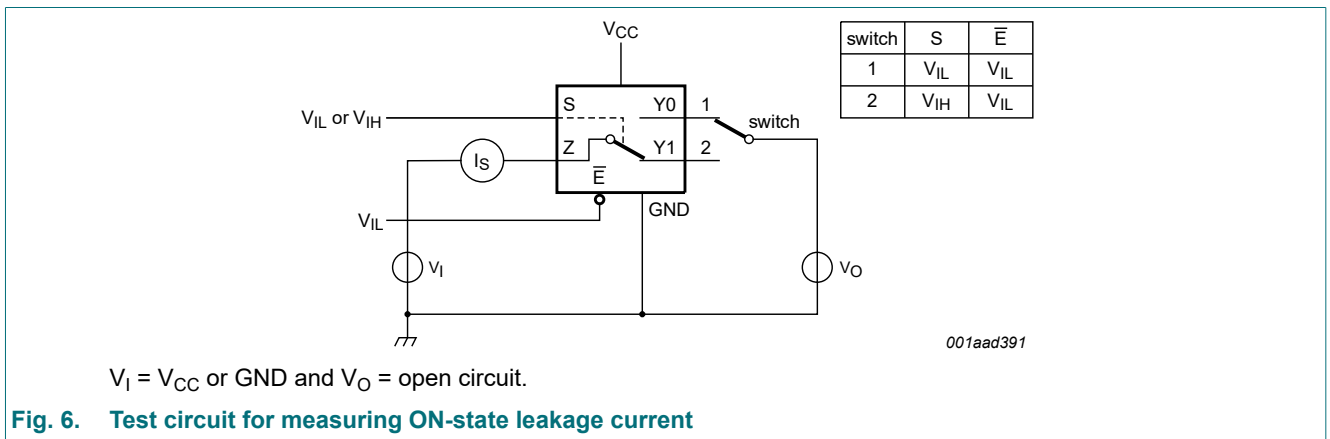 VCC
switch S E̅
1 VIL VIL
2 VIH VIL
S Y0 1
VIL or VIH
switch
Z Y1 2
IS
E̅
GND
VIL
VI
VO
001aad391
VI = VCC or GND and VO = open circuit.
Fig. 6. Test circuit for measuring ON-state leakage current